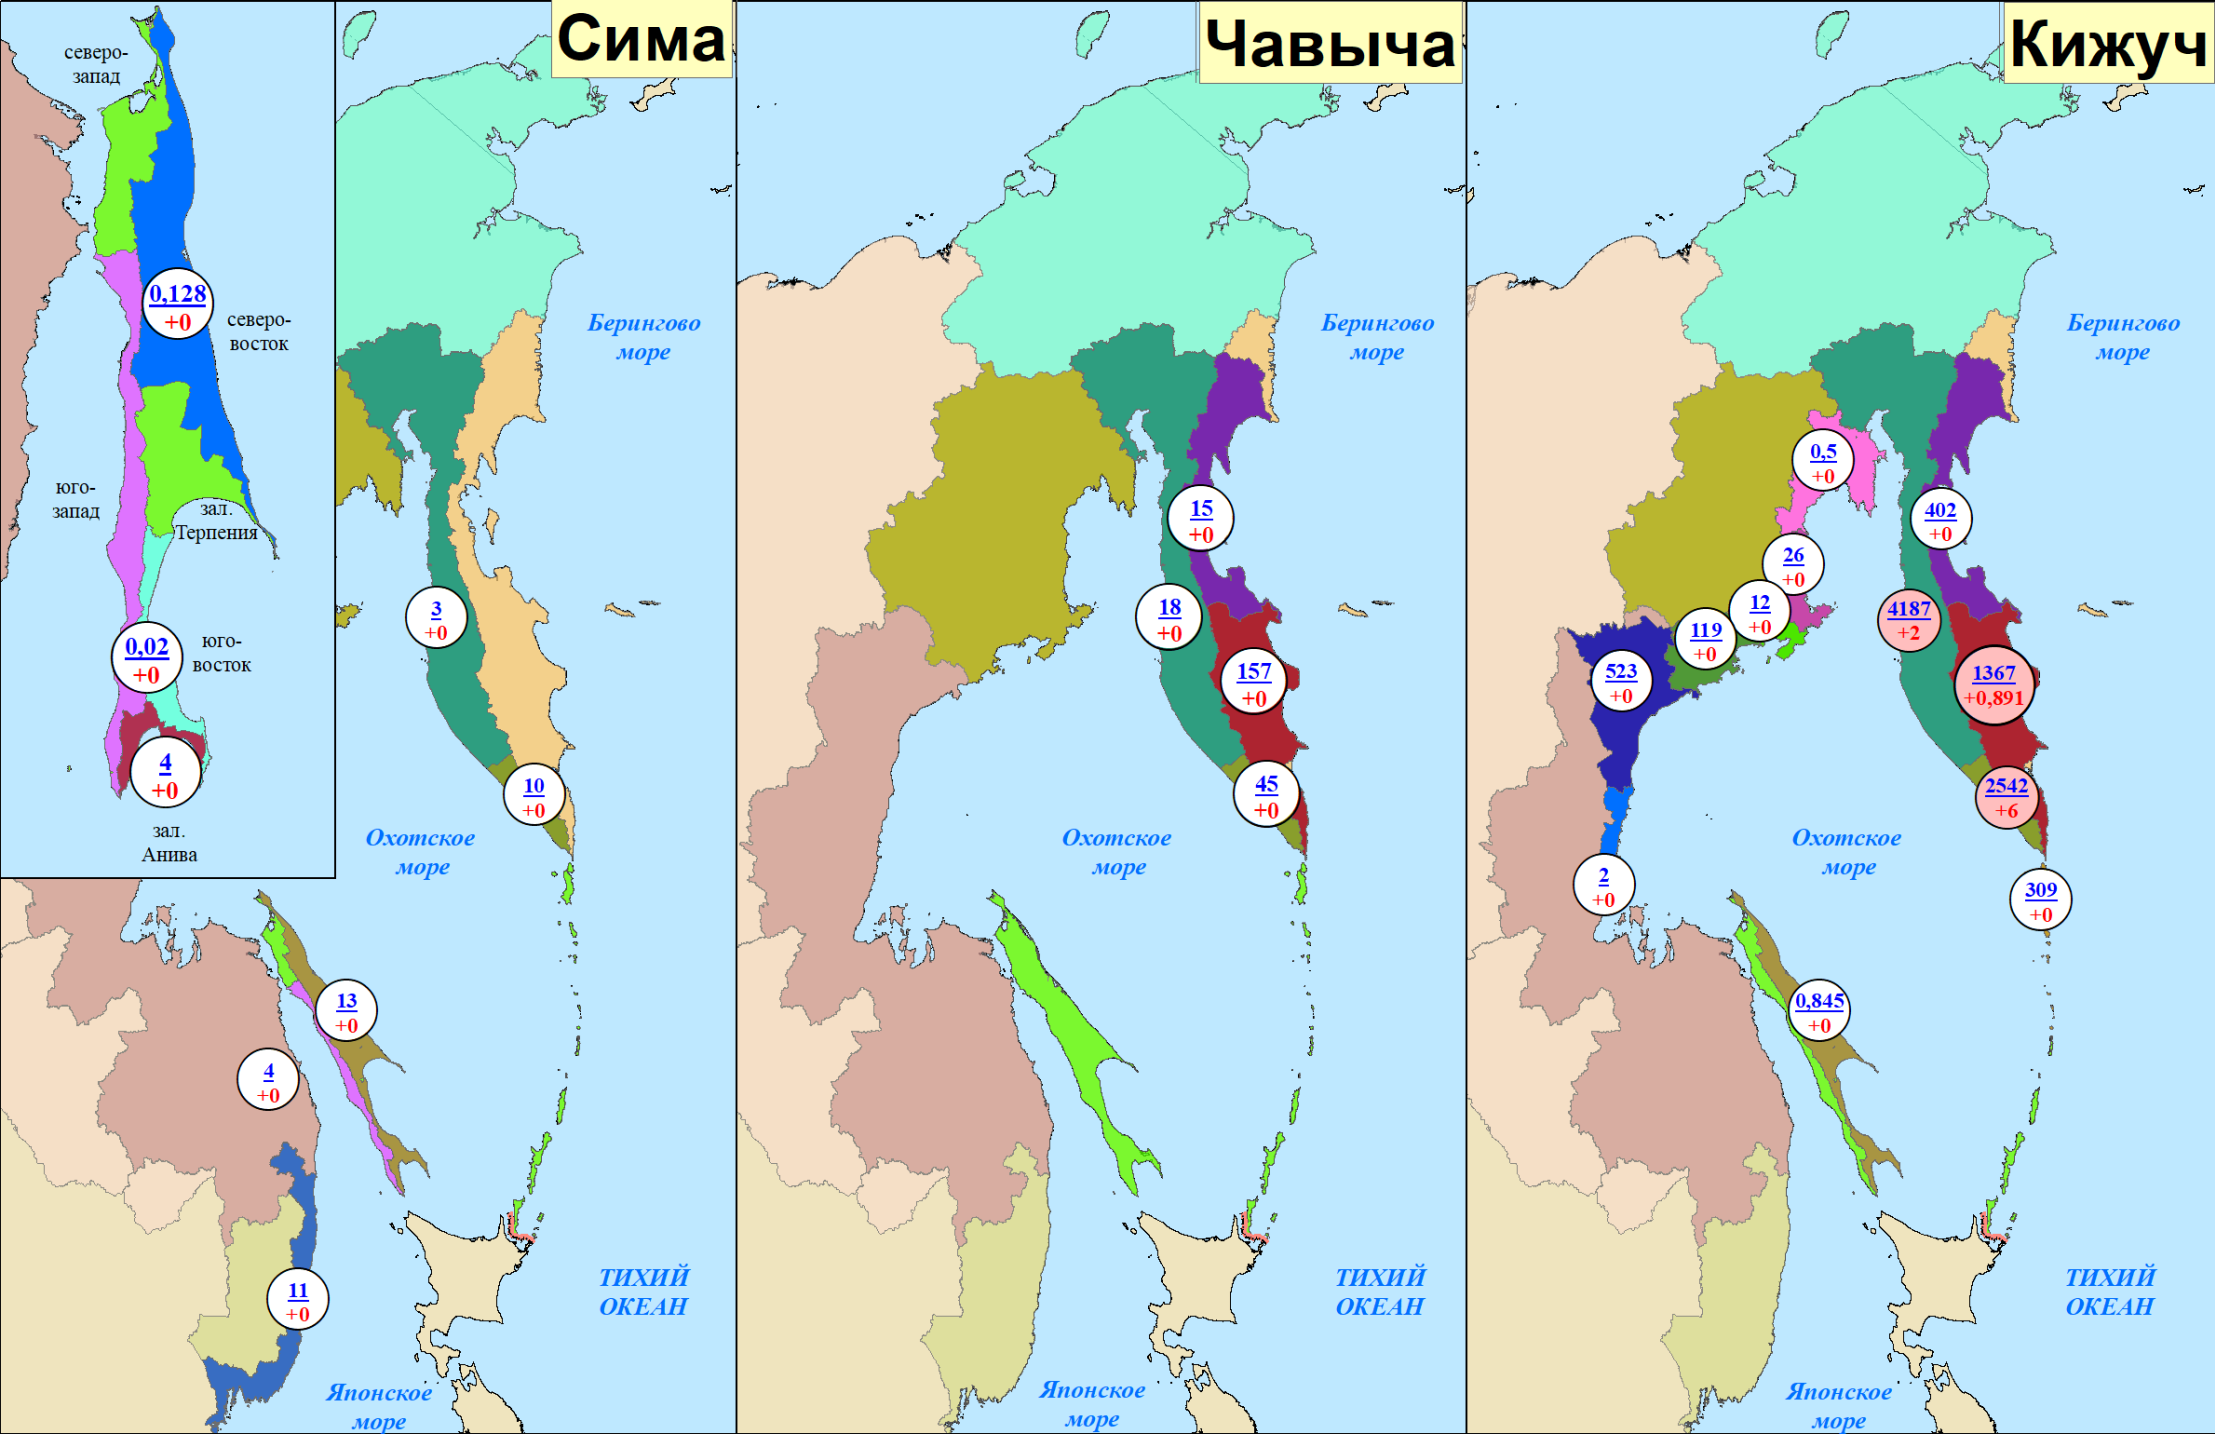 Сима
северо-
запад
0,128
+0
северо-
восток
юго-
запад
зал.
Терпения
0,02
+0
юго-
восток
4
+0
зал.
Анива
Берингово
море
3
+0
10
+0
Охотское
море
13
+0
4
+0
11
+0
ТИХИЙ
ОКЕАН
Японское
море
Чавыча
Берингово
море
15
+0
18
+0
157
+0
45
+0
Охотское
море
ТИХИЙ
ОКЕАН
Японское
море
Кижуч
Берингово
море
0,5
+0
402
+0
26
+0
12
+0
4187
+2
119
+0
523
+0
1367
+0,891
2542
+6
Охотское
море
2
+0
309
+0
0,845
+0
ТИХИЙ
ОКЕАН
Японское
море